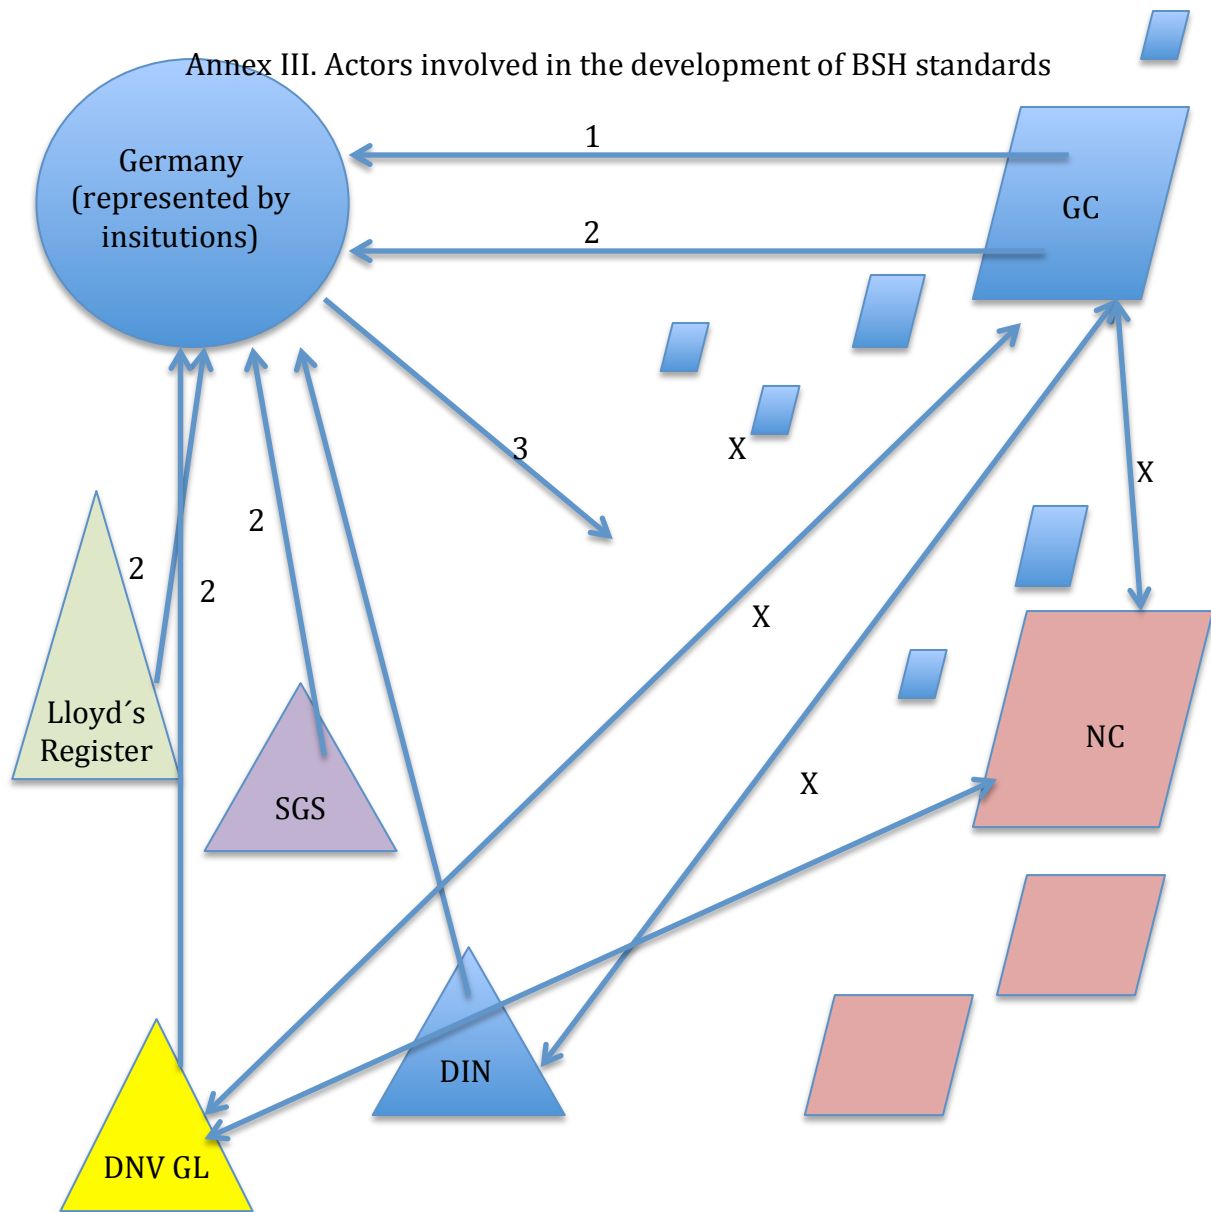 Annex III. Actors involved in the development of BSH standards
1
Germany
(represented by
insitutions)
GC
2
3
X
X
2
2
2
X
Lloyd´s
Register
NC
X
SGS
DIN
DNV GL